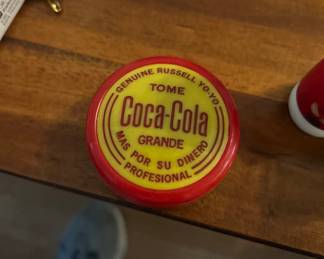 GENUINE RUSSELL YO-YO
TOME
Coca-Cola
GRANDE
MAS POR SU DINERO
PROFESIONAL